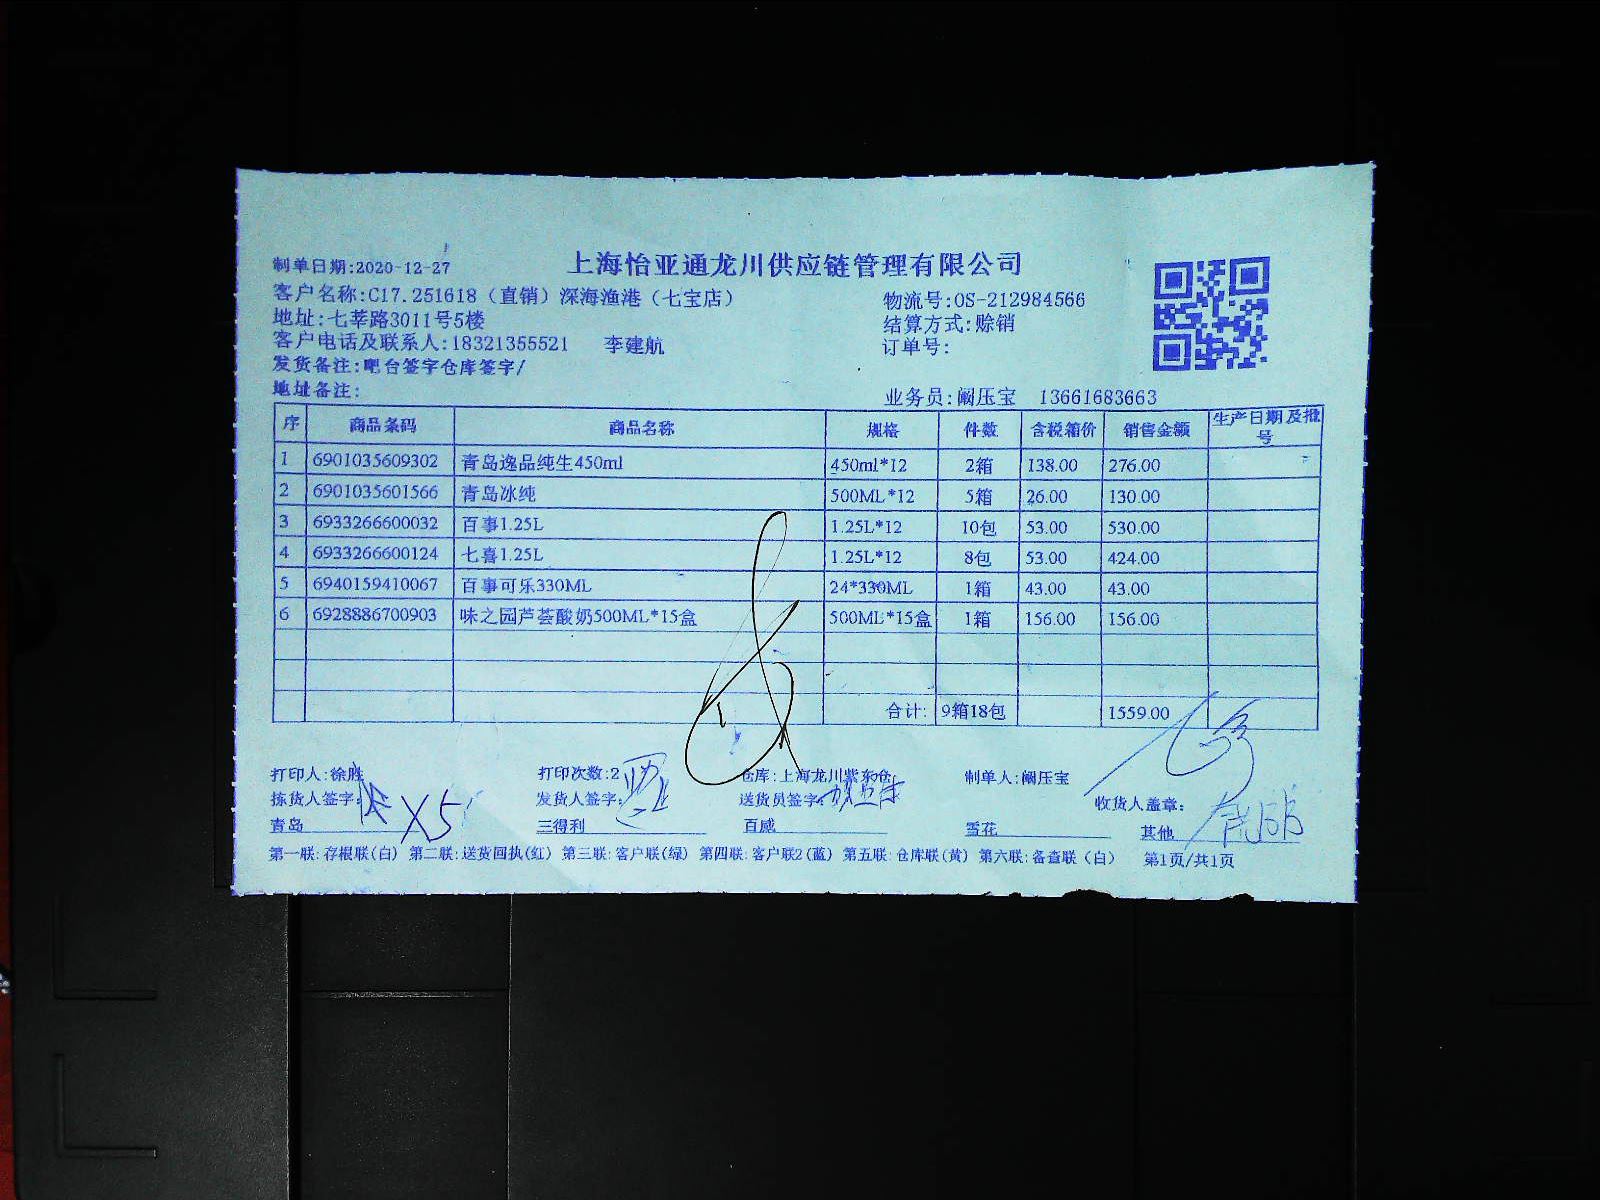 上海怡亚通龙川供应链管理有限公司
制单日期:2020-12-27
客户名称:C17.251618（直销）深海渔港（七宝店） 物流号:OS-212984566
地址:七莘路3011号5楼 结算方式:赊销
客户电话及联系人:18321355521 李建航 订单号:
发货备注:吧台签字仓库签字/
地址备注: 业务员:阚压宝 13661683663
序 商品条码 商品名称 规格 件数 含税箱价 销售金额 生产日期及批号
1 6901035609302 青岛逸品纯生450ml 450ml*12 2箱 138.00 276.00
2 6901035601566 青岛冰纯 500ML*12 5箱 26.00 130.00
3 6933266600032 百事1.25L 1.25L*12 10包 53.00 530.00
4 6933266600124 七喜1.25L 1.25L*12 8包 53.00 424.00
5 6940159410067 百事可乐330ML 24*330ML 1箱 43.00 43.00
6 6928886700903 味之园芦荟酸奶500ML*15盒 500ML*15盒 1箱 156.00 156.00
合计: 9箱18包 1559.00
打印人:徐胜 打印次数:2 仓库:上海龙川紫东仓 制单人:阚压宝
拣货人签字: X5 发货人签字: 送货员签字: 收货人盖章:
青岛 三得利 百威 雪花 其他
第一联:存根联(白) 第二联:送货回执(红) 第三联:客户联(绿) 第四联:客户联2(蓝) 第五联:仓库联(黄) 第六联:备查联（白） 第1页/共1页